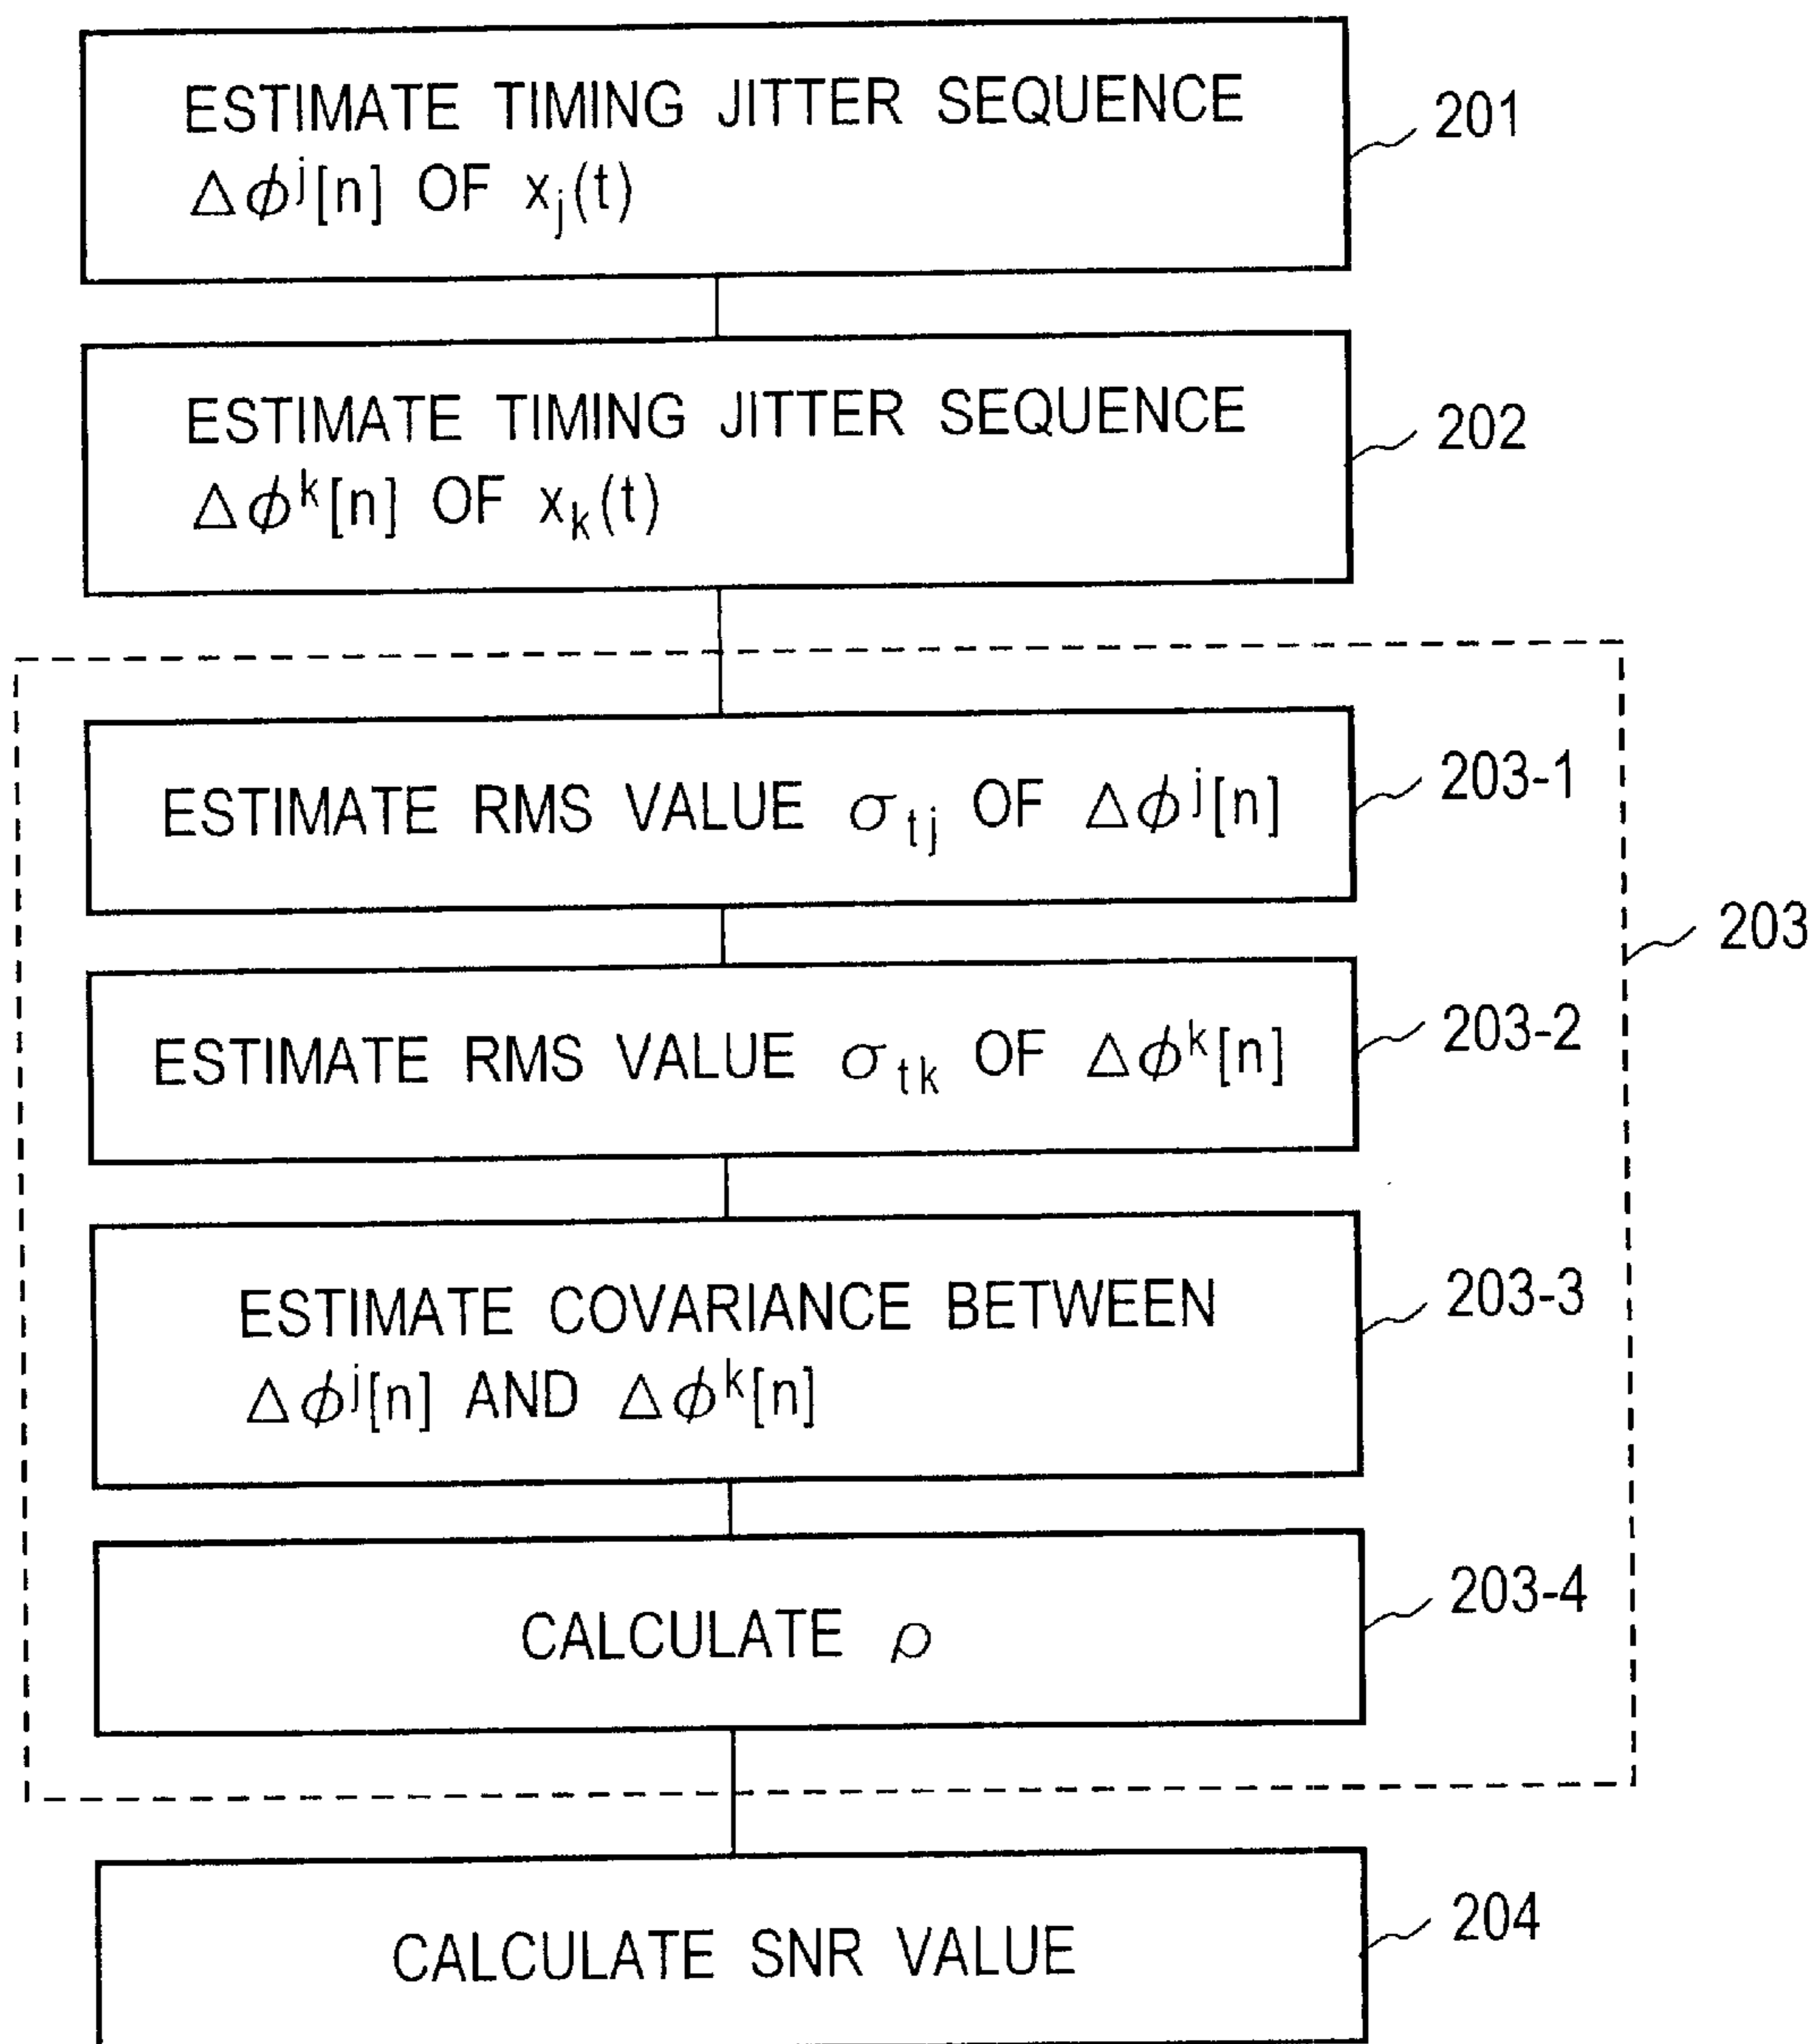 ESTIMATE TIMING JITTER SEQUENCE
Δϕʲ[n] OF xⱼ(t)
201
ESTIMATE TIMING JITTER SEQUENCE
Δϕᵏ[n] OF xₖ(t)
202
ESTIMATE RMS VALUE σₜⱼ OF Δϕʲ[n]
203-1
203
ESTIMATE RMS VALUE σₜₖ OF Δϕᵏ[n]
203-2
ESTIMATE COVARIANCE BETWEEN
Δϕʲ[n] AND Δϕᵏ[n]
203-3
CALCULATE ρ
203-4
CALCULATE SNR VALUE
204